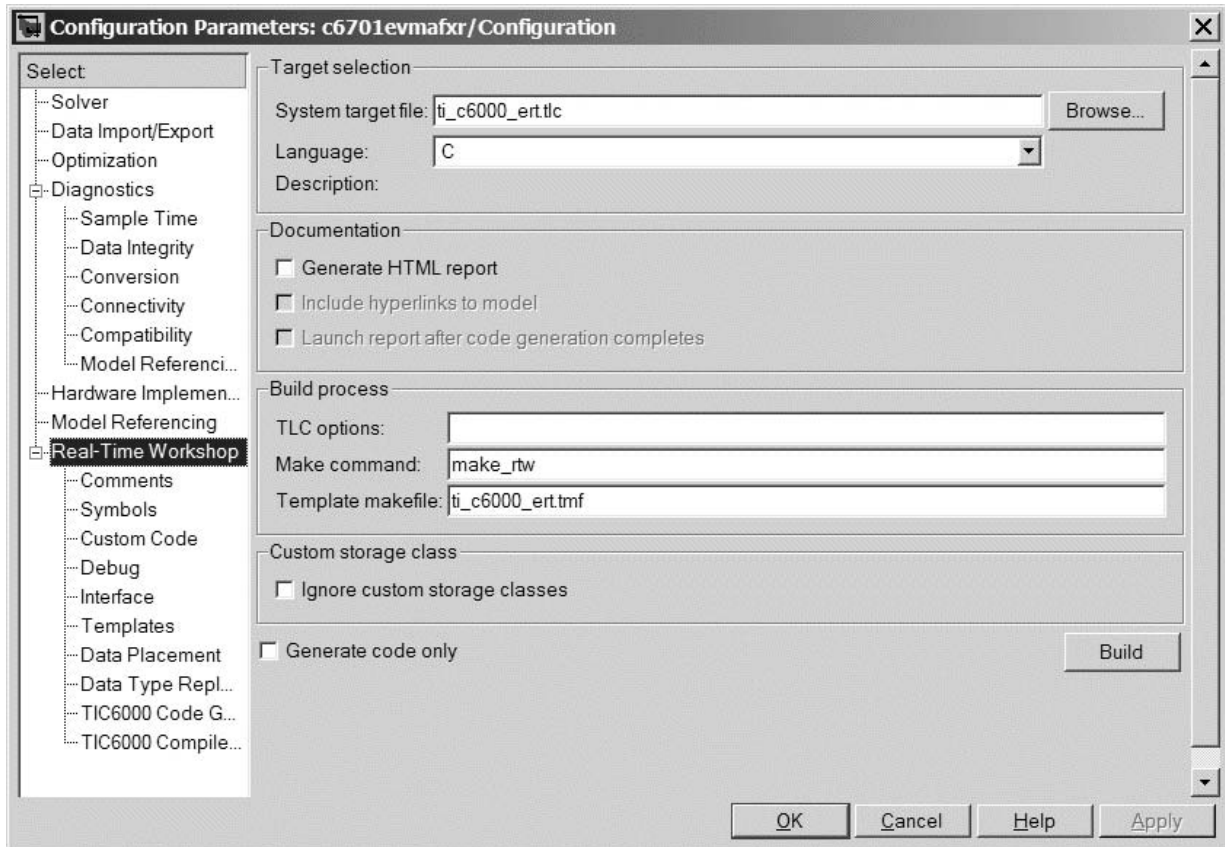 Configuration Parameters: c6701evmafxr/Configuration
Select:
Solver
Data Import/Export
Optimization
Diagnostics
Sample Time
Data Integrity
Conversion
Connectivity
Compatibility
Model Referenci...
Hardware Implemen...
Model Referencing
Real-Time Workshop
Comments
Symbols
Custom Code
Debug
Interface
Templates
Data Placement
Data Type Repl...
TIC6000 Code G...
TIC6000 Compile...
Target selection
System target file: ti_c6000_ert.tlc Browse...
Language: C
Description:
Documentation
Generate HTML report
Include hyperlinks to model
Launch report after code generation completes
Build process
TLC options:
Make command: make_rtw
Template makefile: ti_c6000_ert.tmf
Custom storage class
Ignore custom storage classes
Generate code only Build
OK Cancel Help Apply